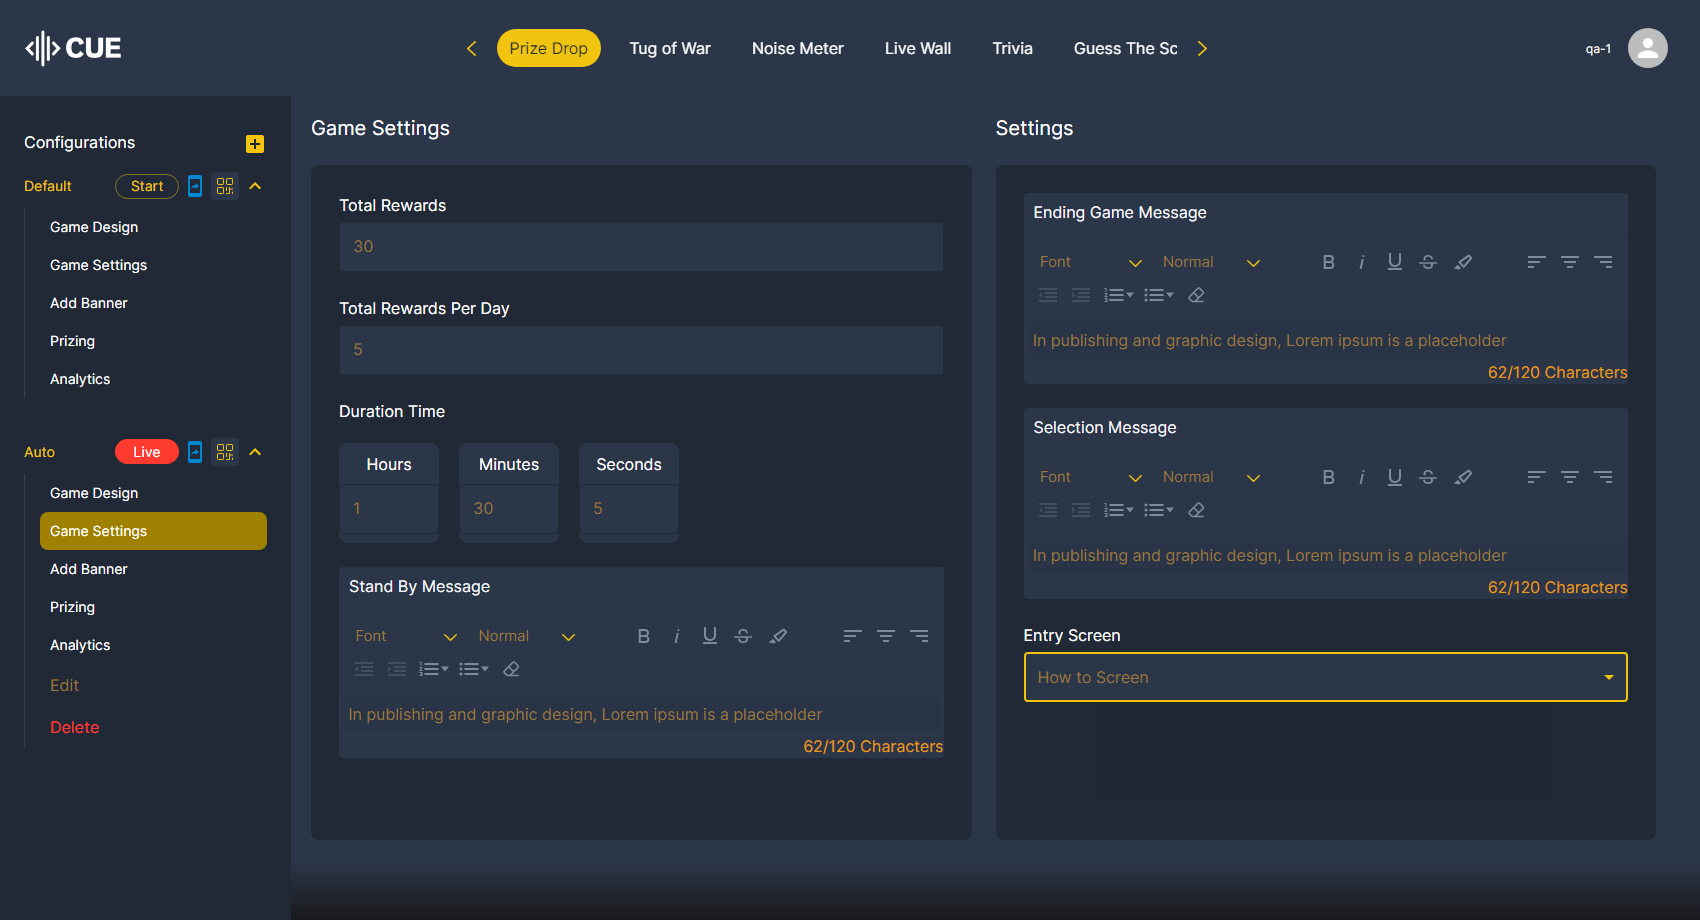 CUE
Prize Drop
Tug of War
Noise Meter
Live Wall
Trivia
Guess The Sc
qa-1
Configurations
Default
Start
Game Design
Game Settings
Add Banner
Prizing
Analytics
Auto
Live
Game Design
Game Settings
Add Banner
Prizing
Analytics
Edit
Delete
Game Settings
Total Rewards
30
Total Rewards Per Day
5
Duration Time
Hours
Minutes
Seconds
1
30
5
Stand By Message
Font
Normal
In publishing and graphic design, Lorem ipsum is a placeholder
62/120 Characters
Settings
Ending Game Message
Font
Normal
In publishing and graphic design, Lorem ipsum is a placeholder
62/120 Characters
Selection Message
Font
Normal
In publishing and graphic design, Lorem ipsum is a placeholder
62/120 Characters
Entry Screen
How to Screen